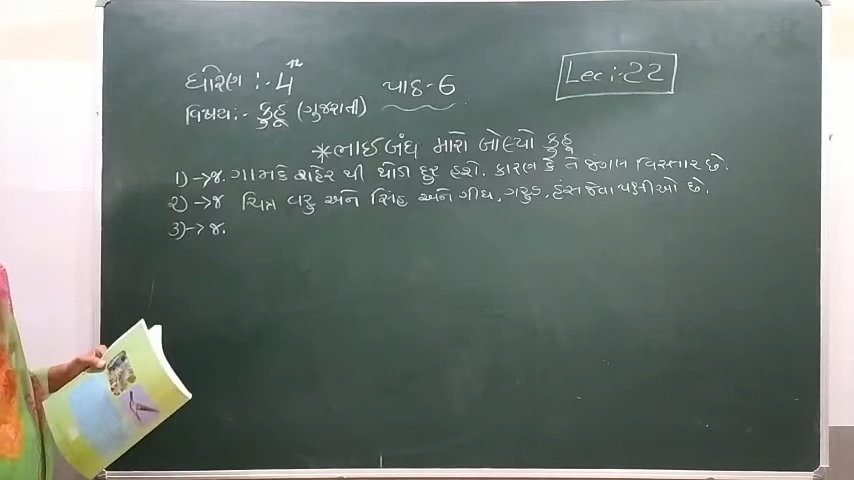 ધોરણ :- 4th
પાઠ-6
Lec:-22
વિષય:- કુહૂ (ગુજરાતી)
* ભાઈબંધ મારો બોલ્યો કુહૂ
1) → જ. ગામડે શહેર થી થોડા દુર હશે. કારણ કે તે જંગલ વિસ્તાર છે.
2) → જ ચિત્ર વરુ અને સિંહ અને ગીધ, ગરુડ, હંસ જેવા પક્ષીઓ છે.
3) → જ.